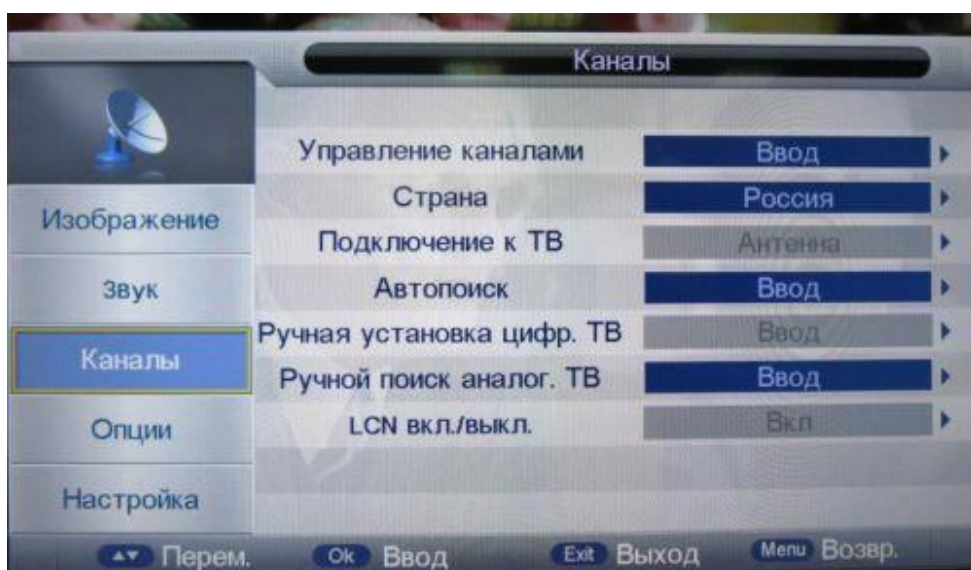 Каналы
Управление каналами Ввод
Страна Россия
Подключение к ТВ Антенна
Автопоиск Ввод
Ручная установка цифр. ТВ Ввод
Ручной поиск аналог. ТВ Ввод
LCN вкл./выкл. Вкл
Изображение
Звук
Каналы
Опции
Настройка
Перем. Ok Ввод Exit Выход Menu Возвр.